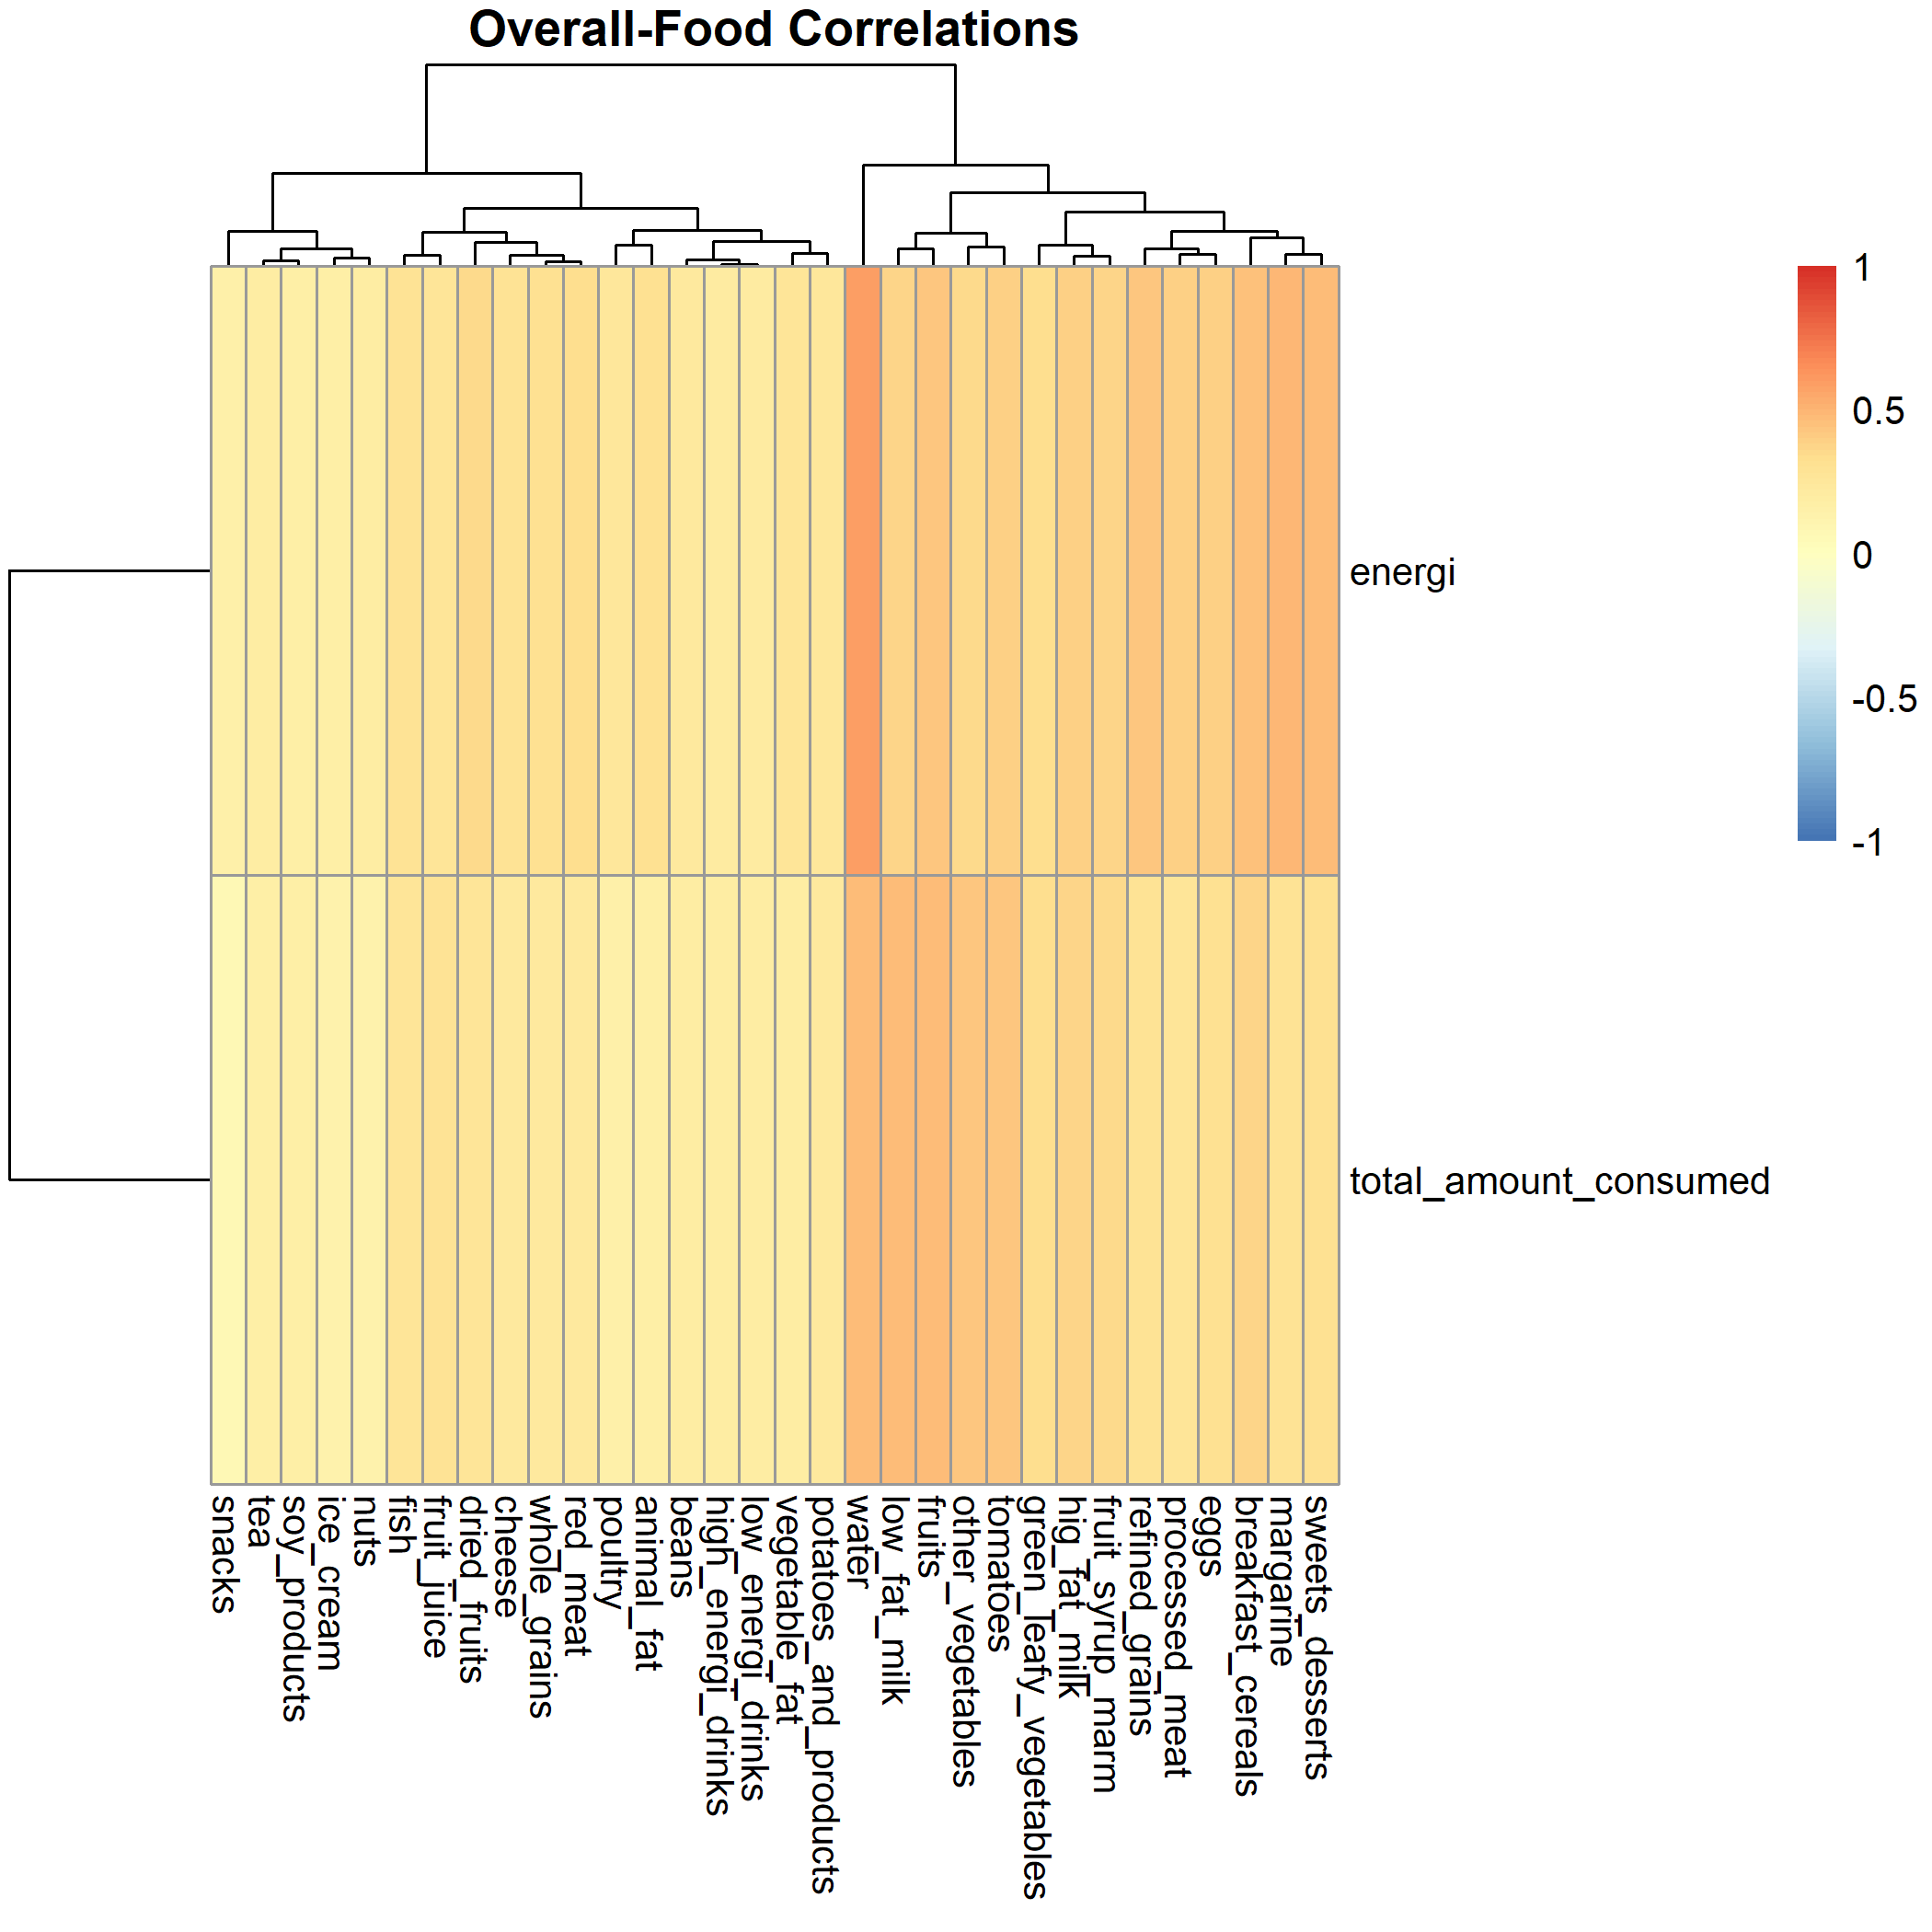 Overall-Food Correlations
1
0.5
0
-0.5
-1
energi
total_amount_consumed
snacks
tea
soy_products
ice_cream
nuts
fish
fruit_juice
dried_fruits
cheese
whole_grains
red_meat
poultry
animal_fat
beans
high_energi_drinks
low_energi_drinks
vegetable_fat
potatoes_and_products
water
low_fat_milk
fruits
other_vegetables
tomatoes
green_leafy_vegetables
hig_fat_milk
fruit_syrup_marm
refined_grains
processed_meat
eggs
breakfast_cereals
margarine
sweets_desserts